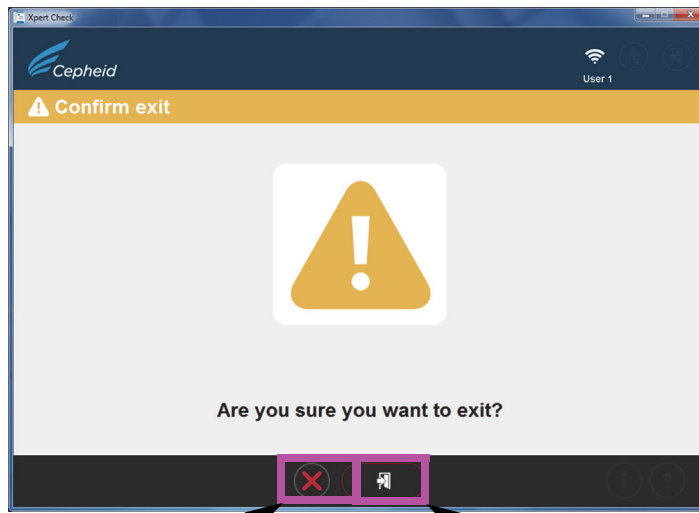 Xpert Check
Cepheid
User 1
Confirm exit
Are you sure you want to exit?